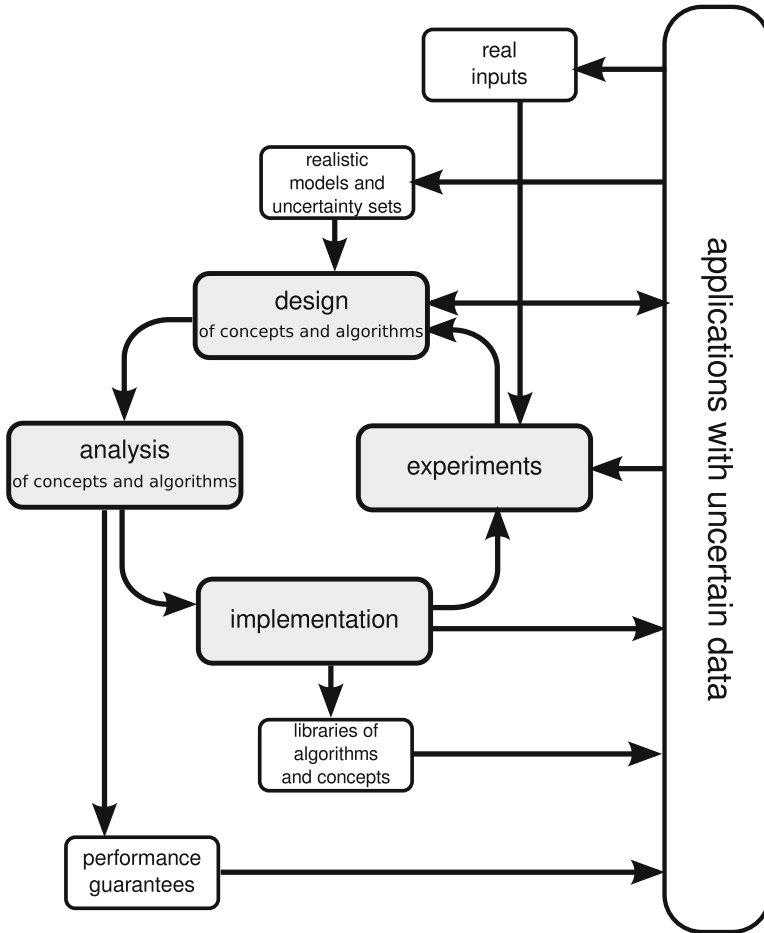 real
inputs
realistic
models and
uncertainty sets
design
of concepts and algorithms
analysis
of concepts and algorithms
experiments
implementation
libraries of
algorithms
and concepts
performance
guarantees
applications with uncertain data